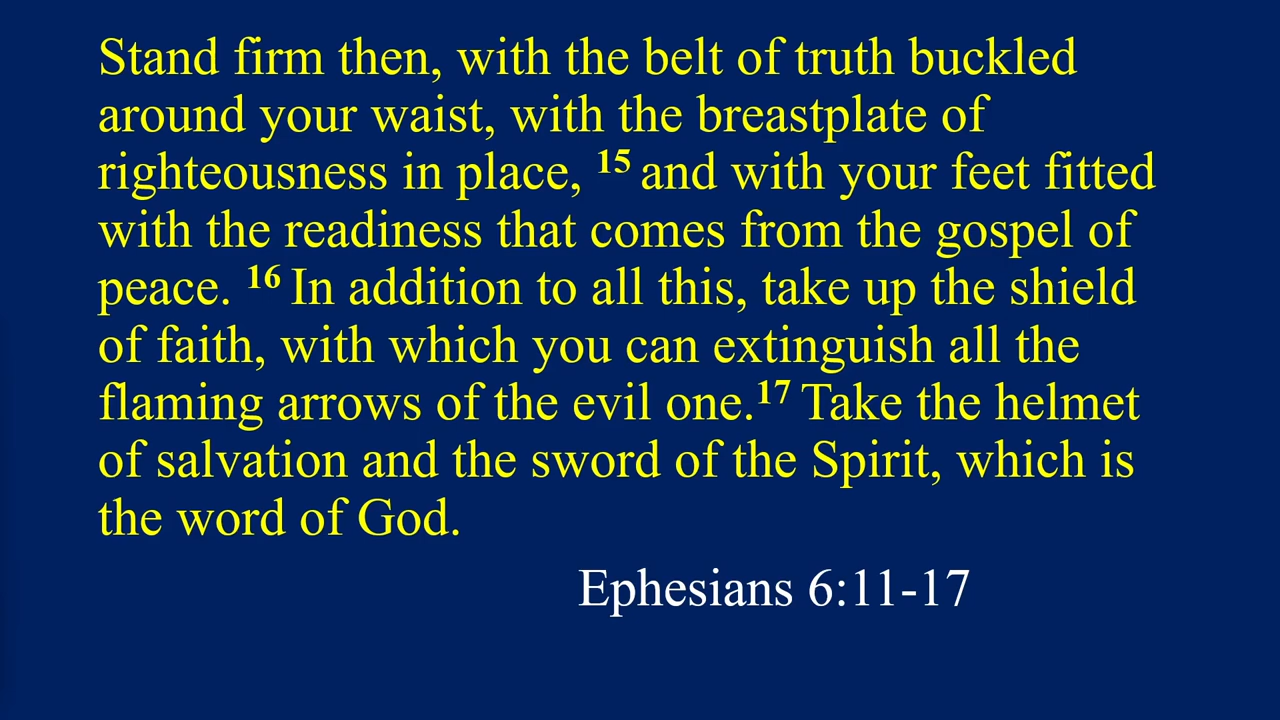 Stand firm then, with the belt of truth buckled
around your waist, with the breastplate of
righteousness in place, 15 and with your feet fitted
with the readiness that comes from the gospel of
peace. 16 In addition to all this, take up the shield
of faith, with which you can extinguish all the
flaming arrows of the evil one.17 Take the helmet
of salvation and the sword of the Spirit, which is
the word of God.
Ephesians 6:11-17